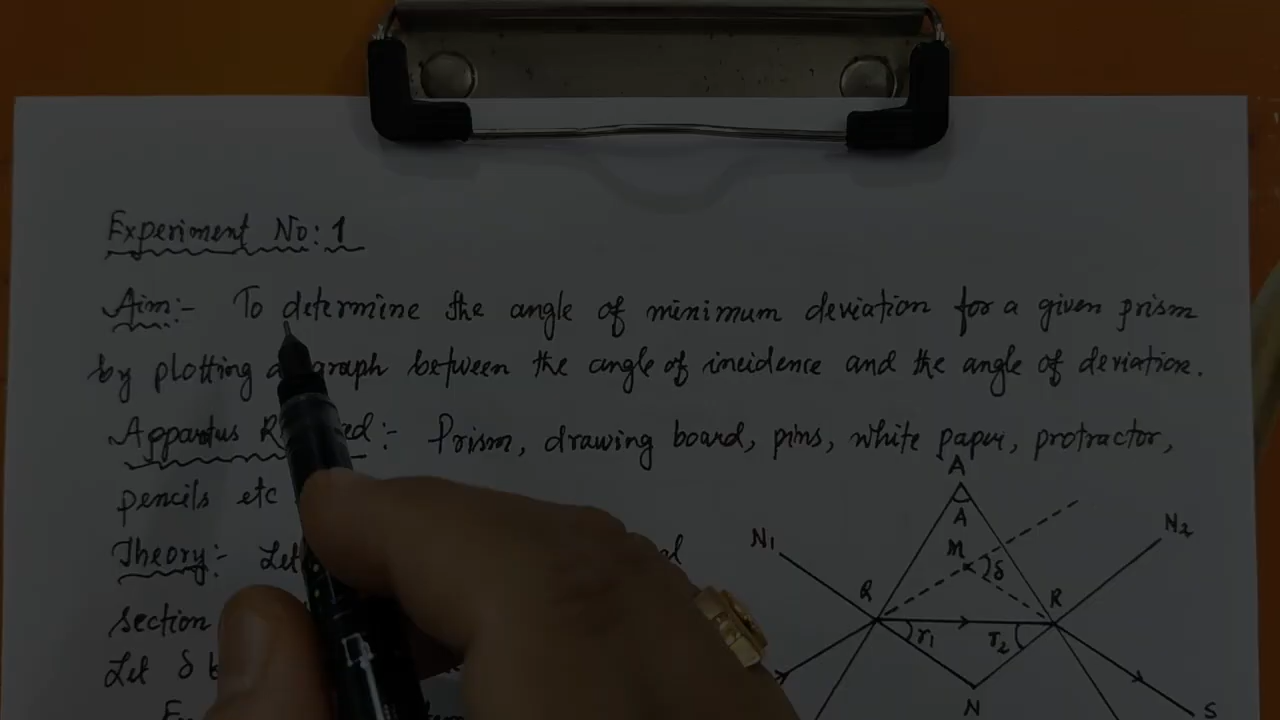 Experiment No: 1
Aim:- To determine the angle of minimum deviation for a given prism
by plotting a graph between the angle of incidence and the angle of deviation.
Apparatus :- Prism, drawing board, pins, white paper, protractor,
pencils etc
Theory:- Let
section
Let δ
A
A
M
δ
N1
N2
Q
R
r1
r2
N
S